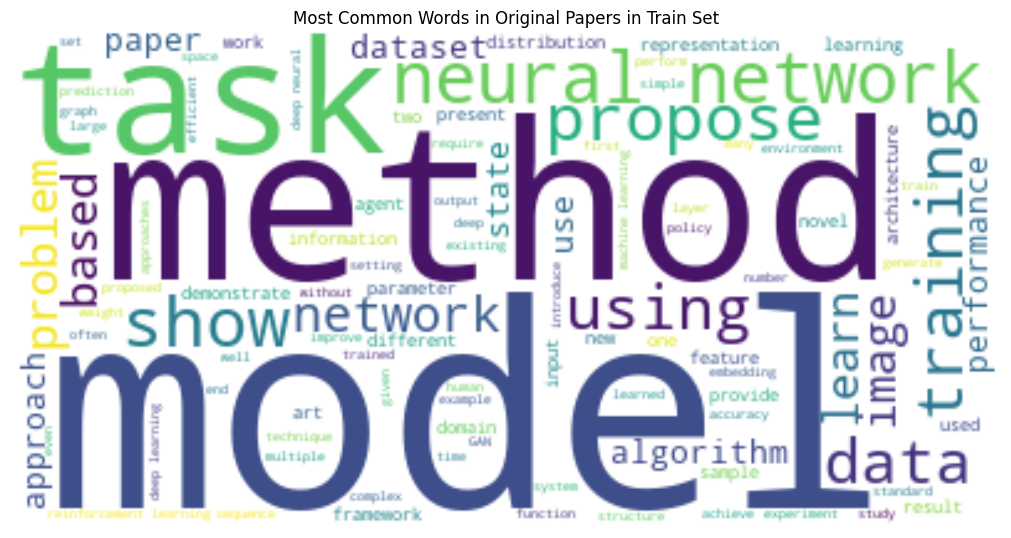 Most Common Words in Original Papers in Train Set
set
paper
work
space
dataset
distribution
representation
learning
task
neural network
perform
simple
prediction
efficient
deep neural
graph
large
two
present
propose
require
first
many
environment
machine learning
training
problem
based
method
state
use
architecture
train
performance
approaches
agent
information
output
deep
existing
layer
policy
novel
setting
number
generate
proposed
demonstrate
without
parameter
introduce
weight
often
show
network
improve
different
using
new
one
learn
image
well
trained
input
feature
embedding
approach
model
end
given
human
example
learned
provide
accuracy
even
deep learning
art
technique
multiple
domain
GAN
time
algorithm
sample
data
used
complex
system
standard
result
reinforcement learning
sequence
framework
function
structure
achieve
experiment
study